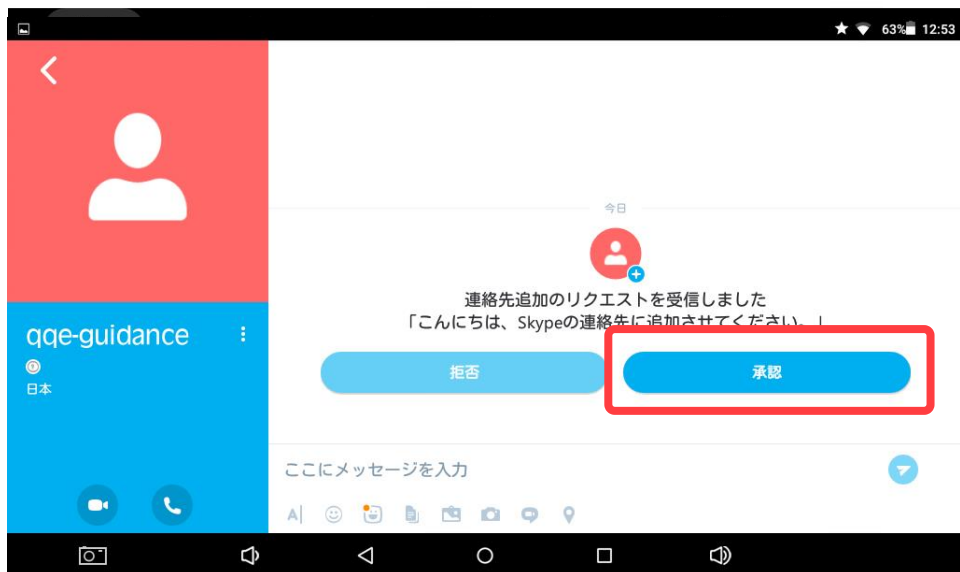 63% 12:53
今日
連絡先追加のリクエストを受信しました
「こんにちは、Skypeの連絡先に追加させてください。」
qqe-guidance
日本
拒否
承認
ここにメッセージを入力
A|